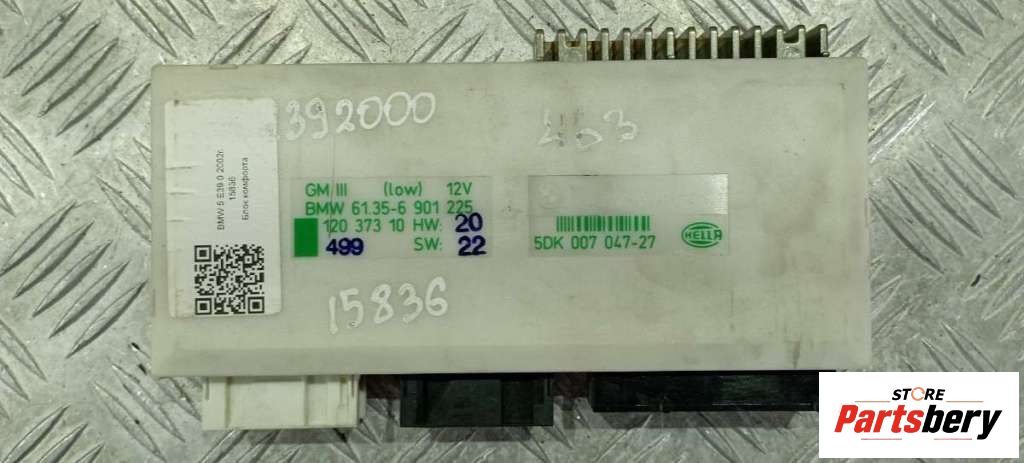 BMW 5 E39 0 2002г.
15836
Блок комфорта
392000
GM III (low) 12V
BMW 61.35-6 901 225
120 373 10 HW: 20
499 SW: 22
5DK 007 047-27
HELLA
15836
STORE
Partsbery